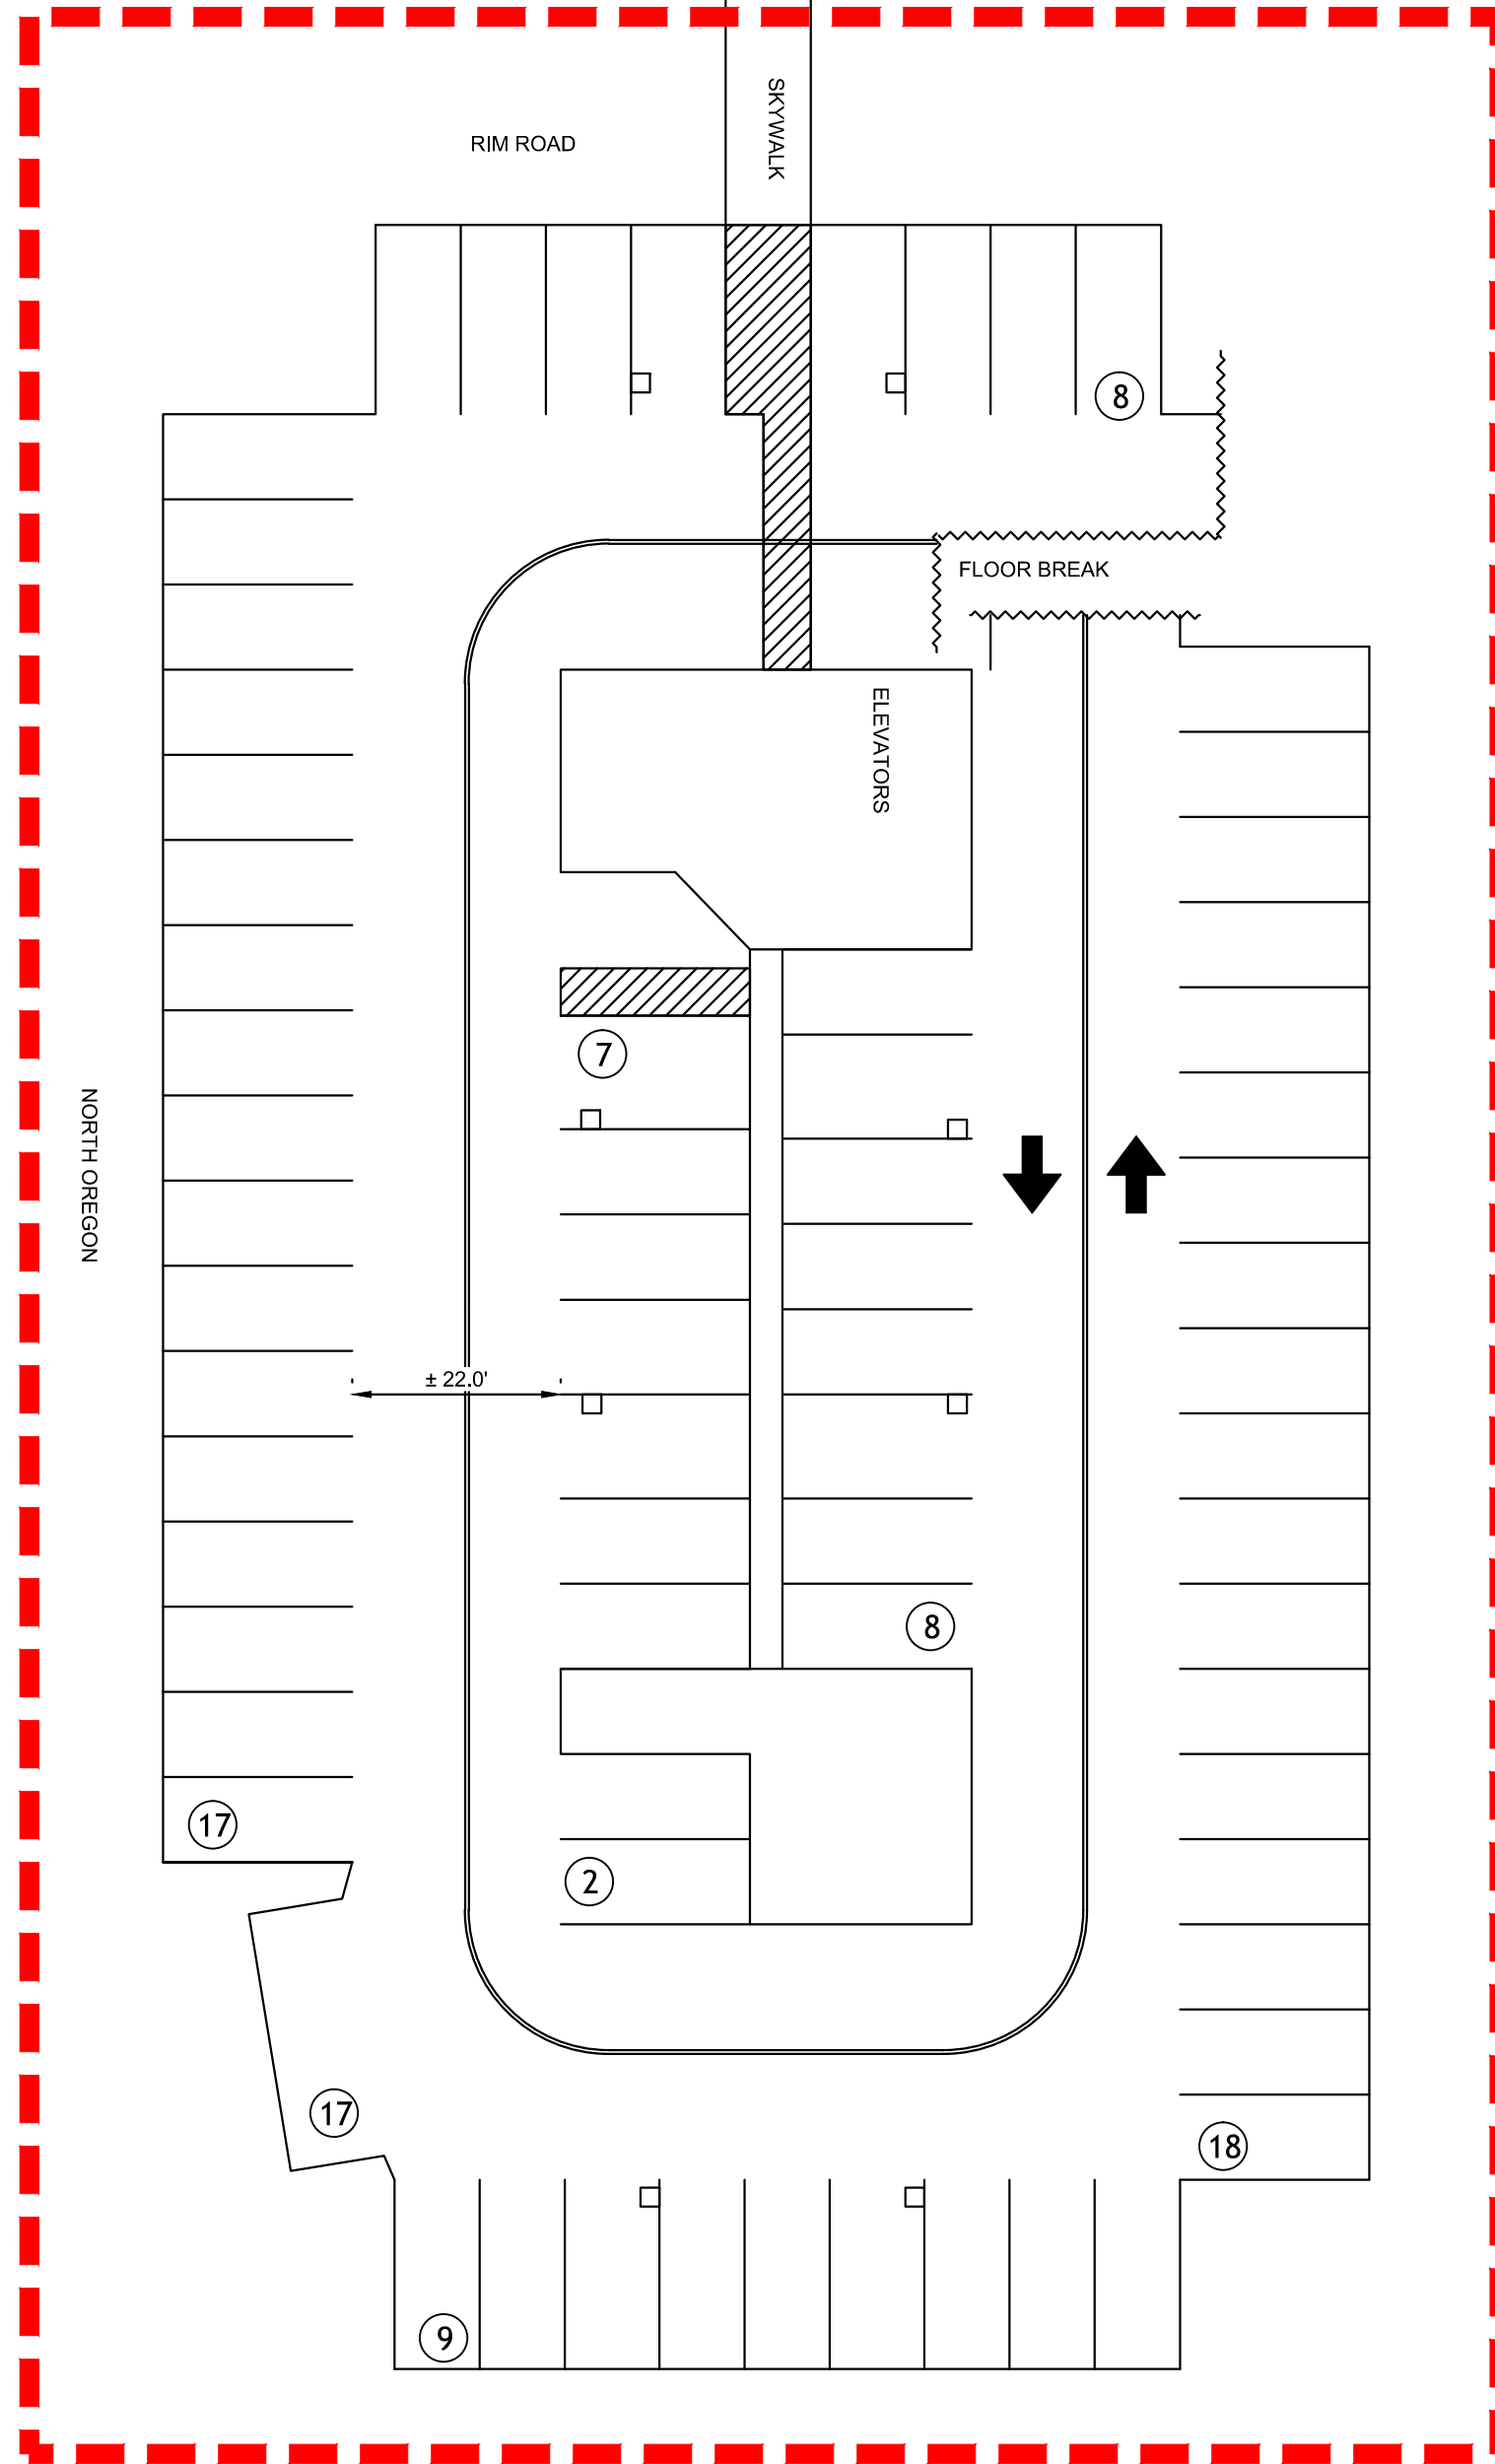 SKYWALK
RIM ROAD
8
FLOOR BREAK
ELEVATORS
7
NORTH OREGON
± 22.0'
8
17
2
17
18
9